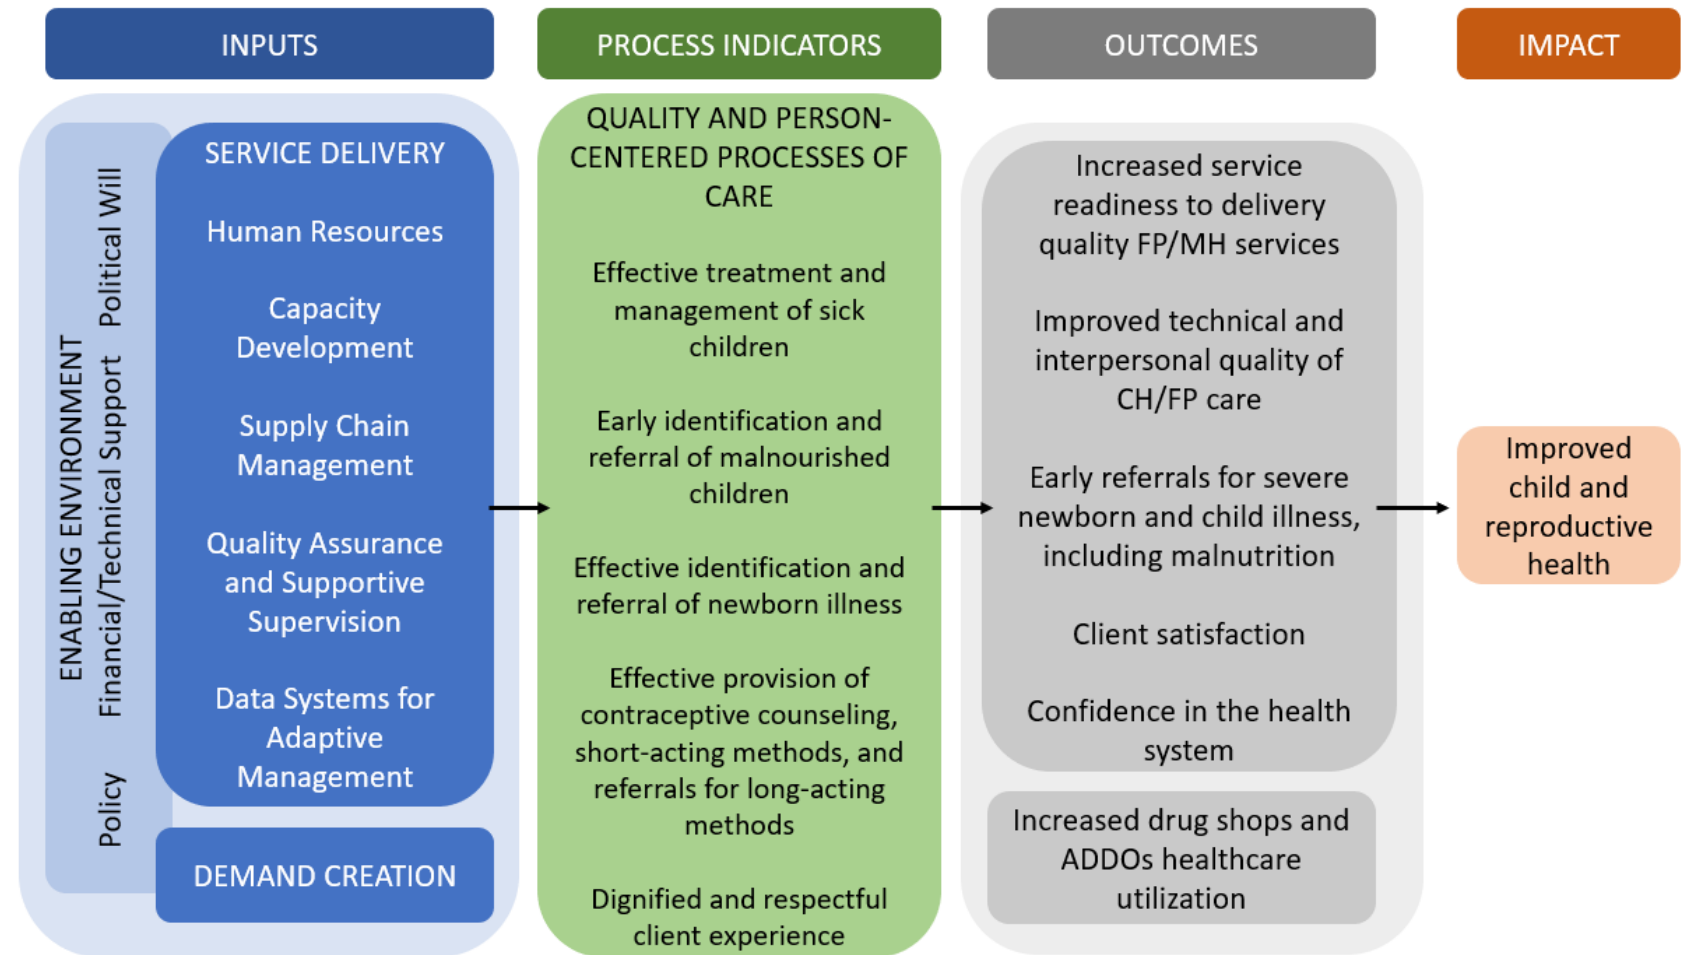 INPUTS
PROCESS INDICATORS
OUTCOMES
IMPACT
ENABLING ENVIRONMENT
Policy Financial/Technical Support Political Will
SERVICE DELIVERY
Human Resources
Capacity
Development
Supply Chain
Management
Quality Assurance
and Supportive
Supervision
Data Systems for
Adaptive
Management
DEMAND CREATION
QUALITY AND PERSON-
CENTERED PROCESSES OF
CARE
Effective treatment and
management of sick
children
Early identification and
referral of malnourished
children
Effective identification and
referral of newborn illness
Effective provision of
contraceptive counseling,
short-acting methods, and
referrals for long-acting
methods
Dignified and respectful
client experience
Increased service
readiness to delivery
quality FP/MH services
Improved technical and
interpersonal quality of
CH/FP care
Early referrals for severe
newborn and child illness,
including malnutrition
Client satisfaction
Confidence in the health
system
Increased drug shops and
ADDOs healthcare
utilization
Improved
child and
reproductive
health